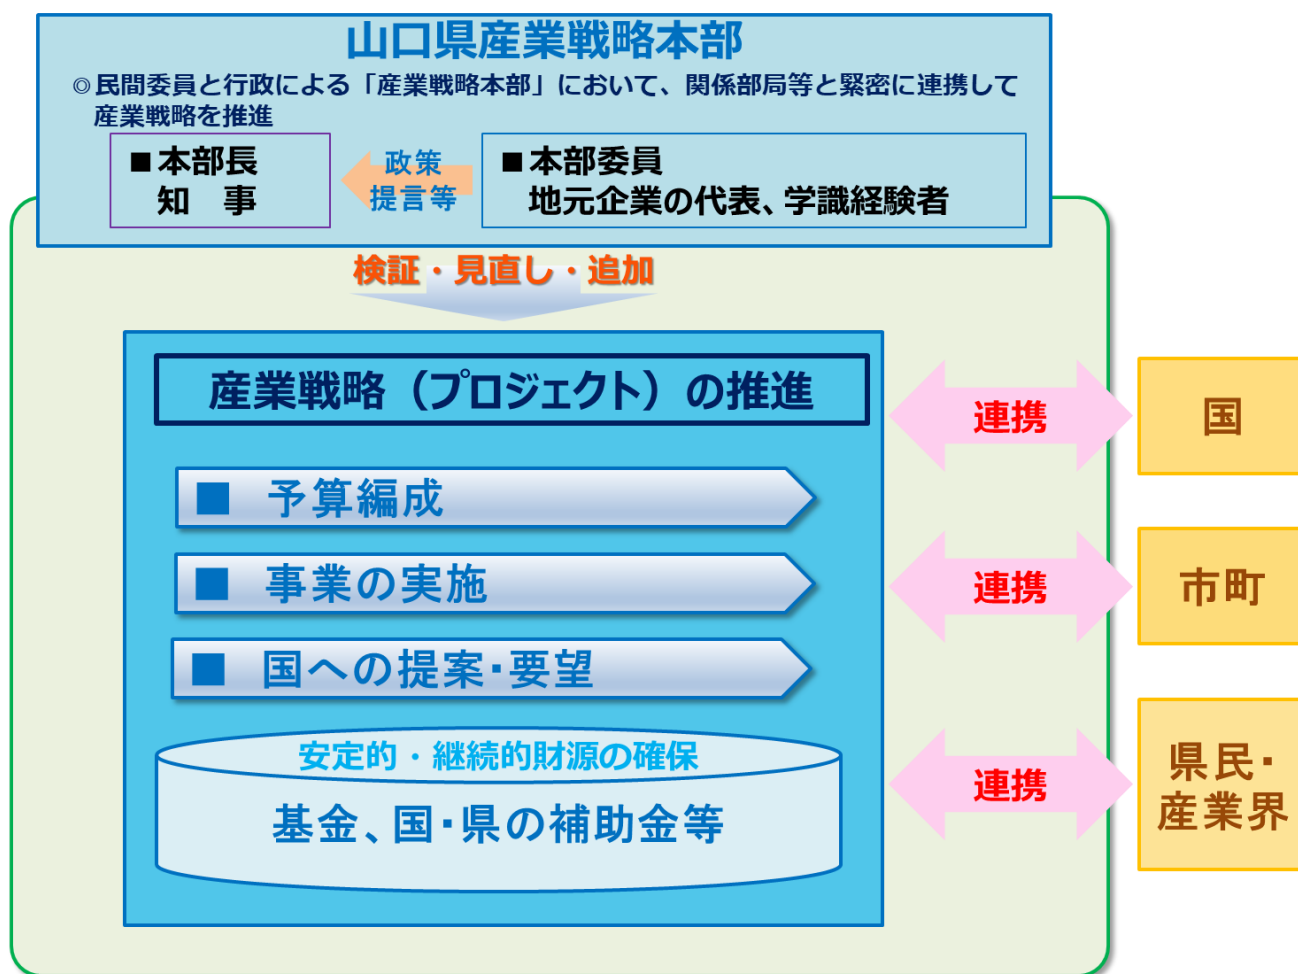 山口県産業戦略本部
◎民間委員と行政による「産業戦略本部」において、関係部局等と緊密に連携して
産業戦略を推進
■本部長
知　事
政策
提言等
■本部委員
地元企業の代表、学識経験者
検証・見直し・追加
産業戦略（プロジェクト）の推進
■ 予算編成
■ 事業の実施
■ 国への提案・要望
安定的・継続的財源の確保
基金、国・県の補助金等
連携
国
連携
市町
連携
県民・
産業界